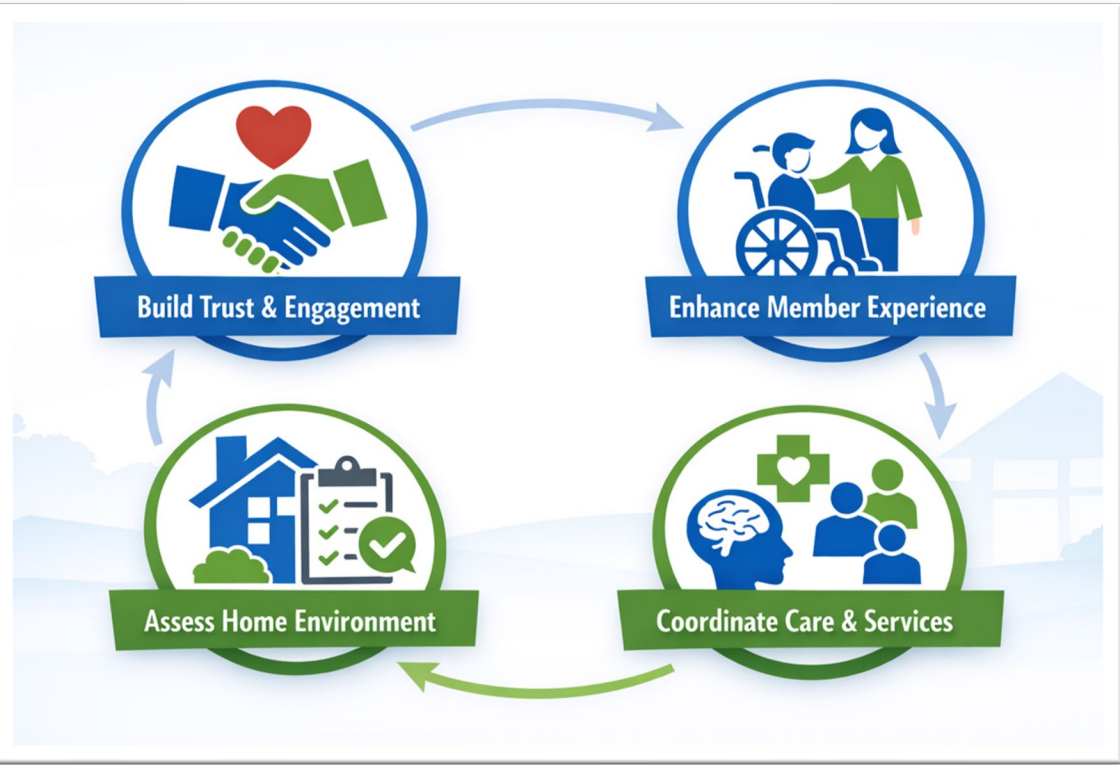 Build Trust & Engagement
Enhance Member Experience
Assess Home Environment
Coordinate Care & Services